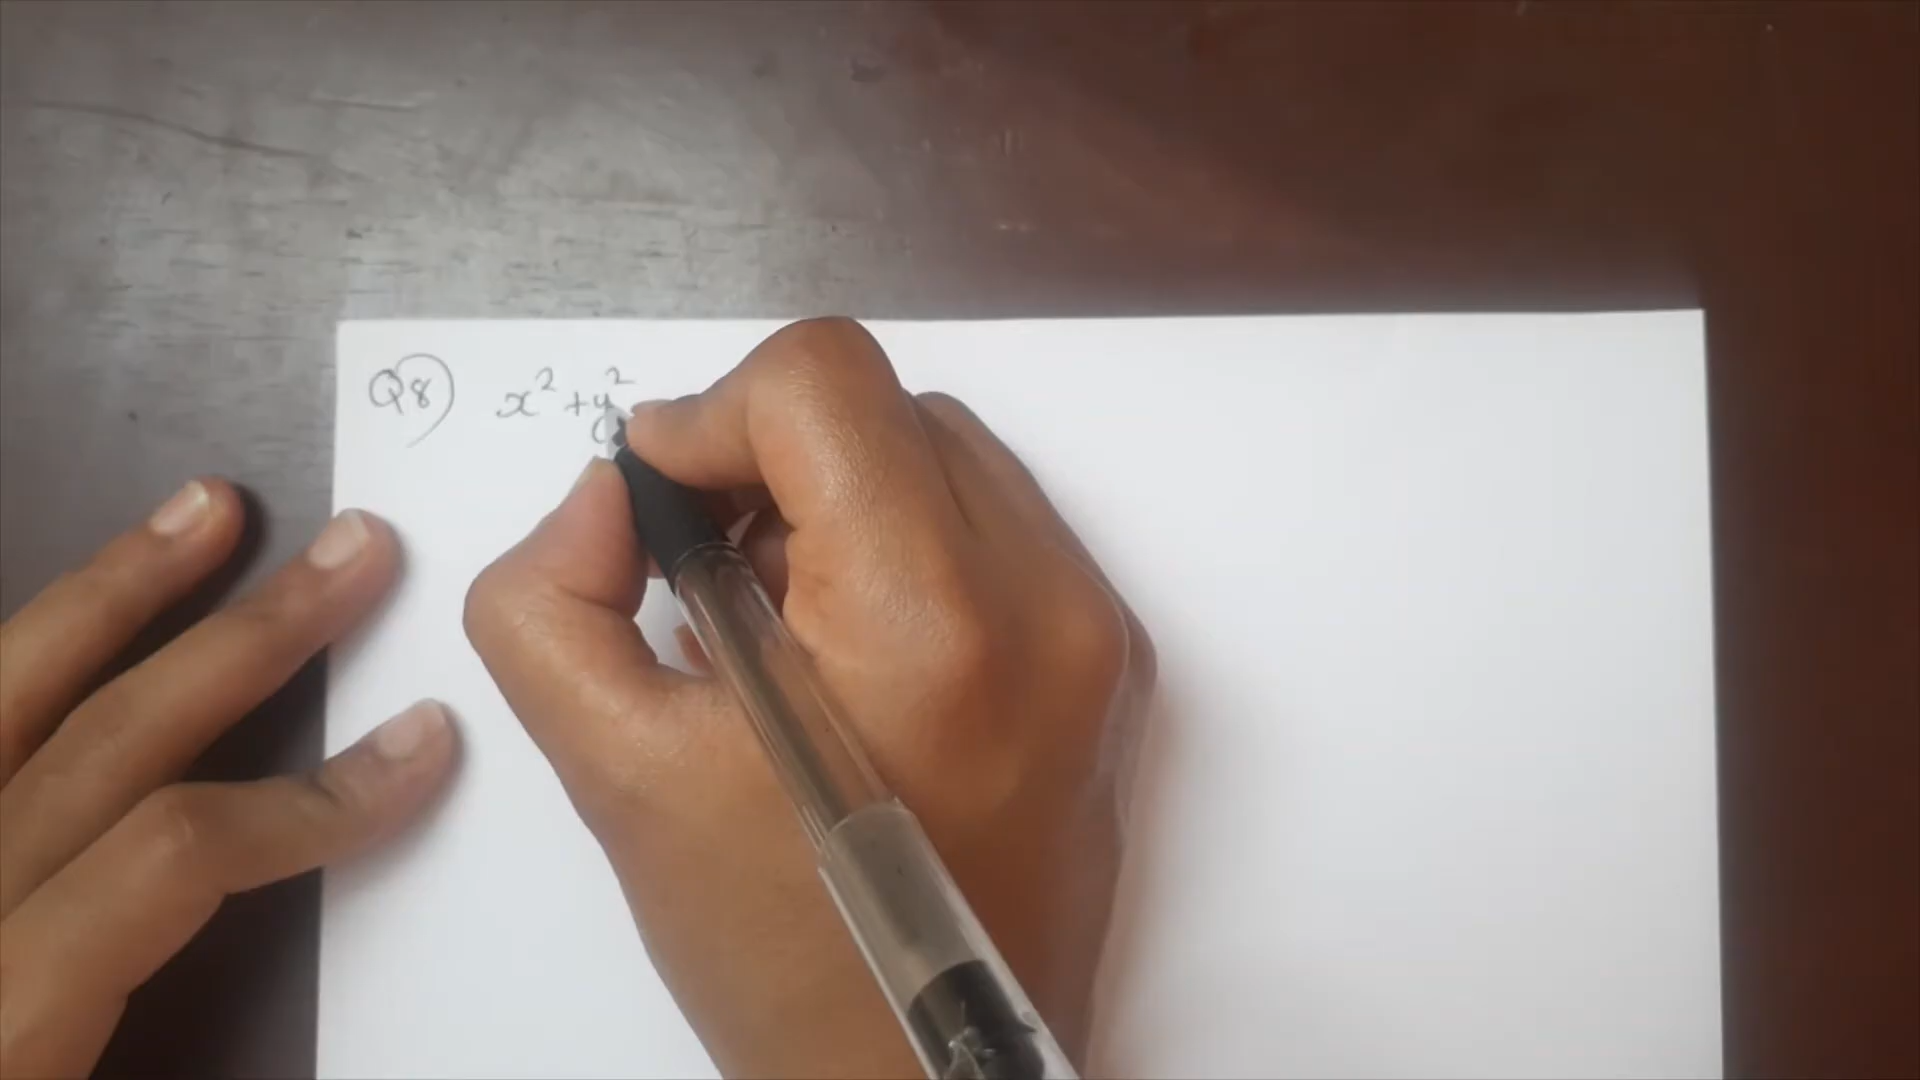 Q8) x² + y²